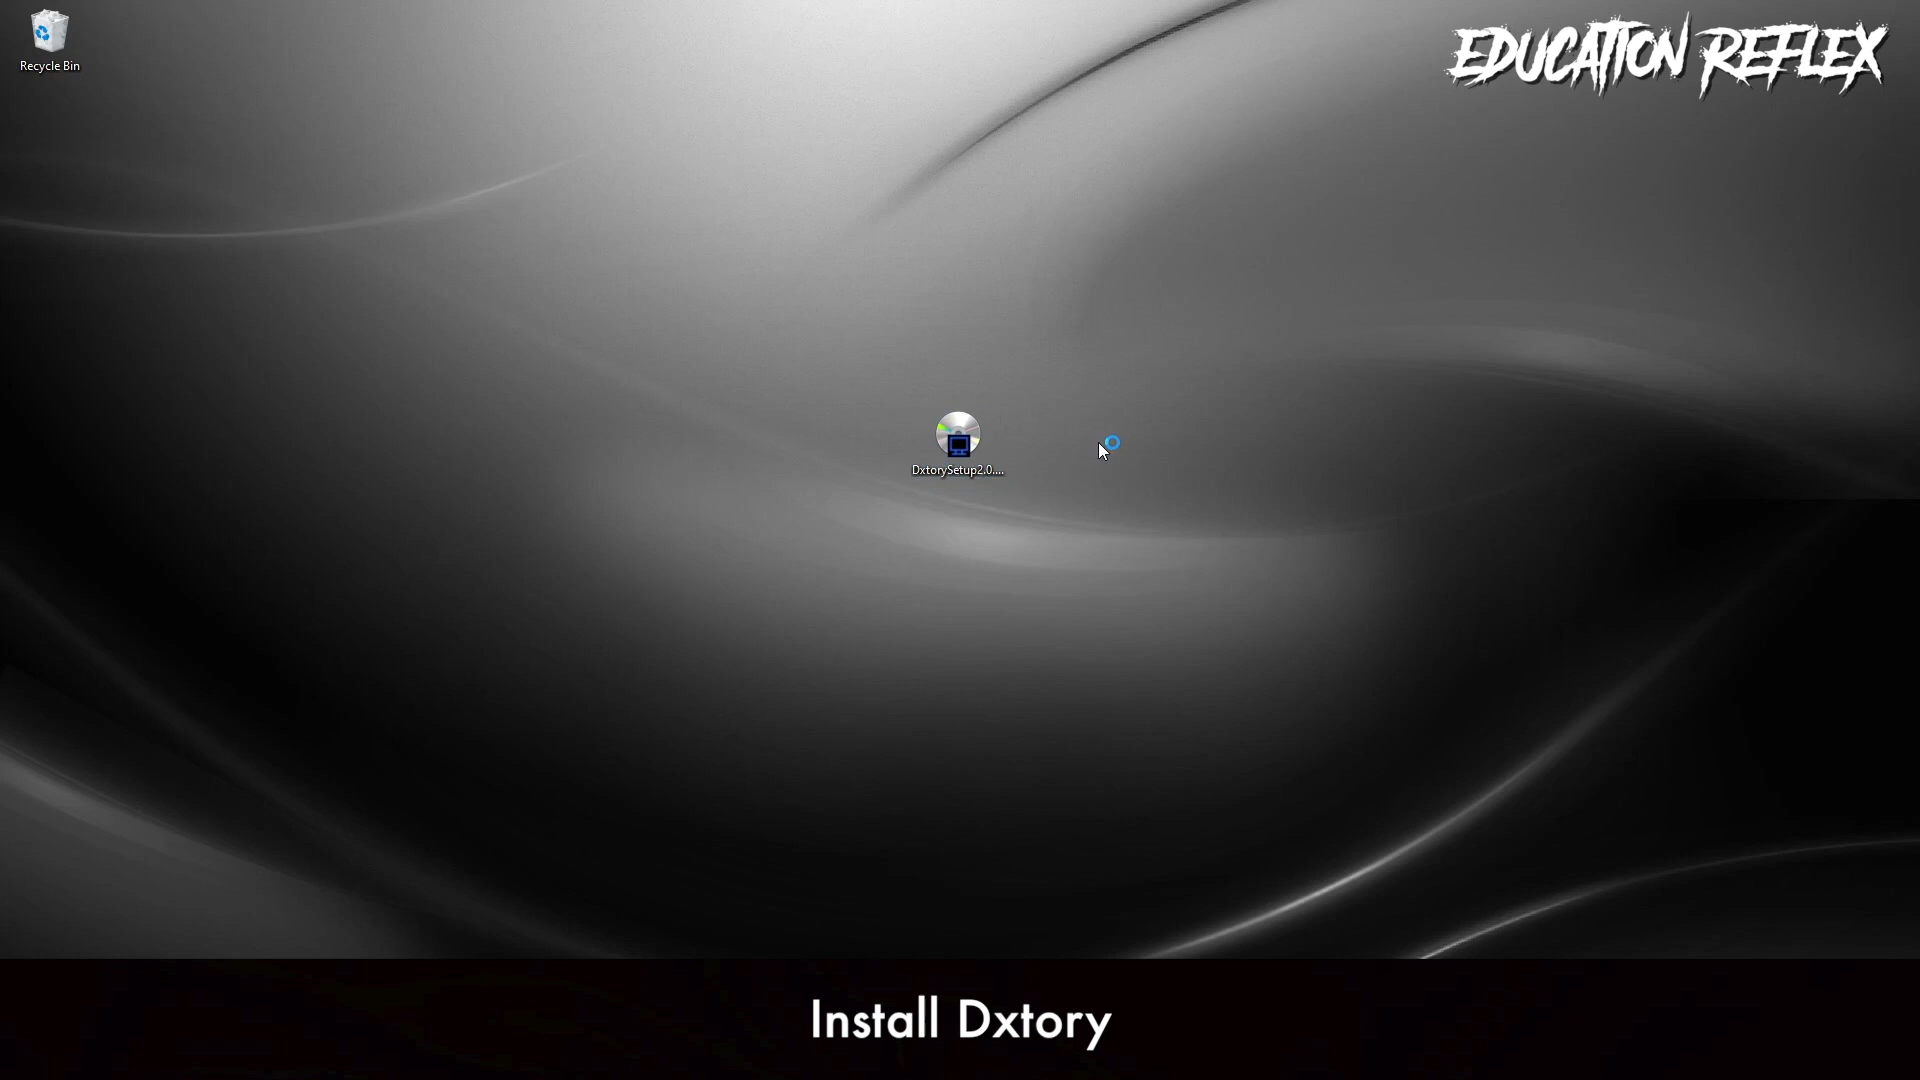 Recycle Bin
EDUCATION REFLEX
DxtorySetup2.0....
Install Dxtory